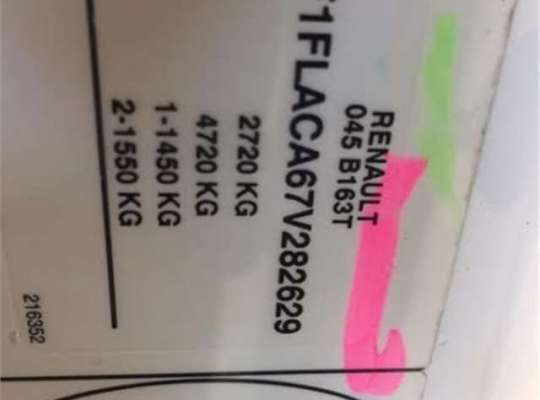 RENAULT
045 B163T
1FLACA67V282629
2720 KG
4720 KG
1-1450 KG
2-1550 KG
216352